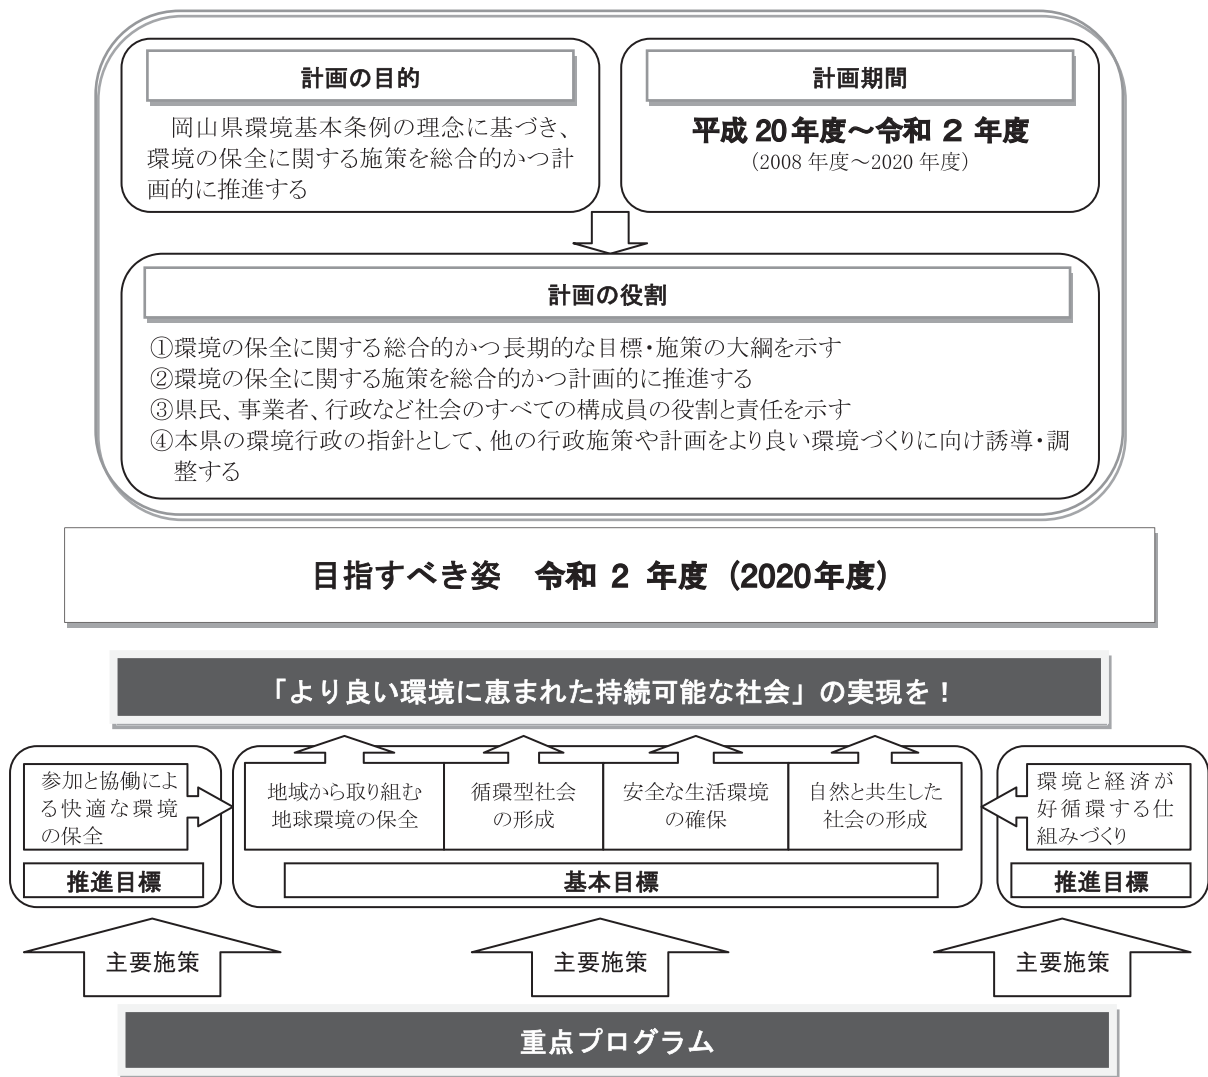 計画の目的
岡山県環境基本条例の理念に基づき、
環境の保全に関する施策を総合的かつ計
画的に推進する
計画期間
平成 20年度～令和 2 年度
（2008 年度～2020 年度）
計画の役割
①環境の保全に関する総合的かつ長期的な目標・施策の大綱を示す
②環境の保全に関する施策を総合的かつ計画的に推進する
③県民、事業者、行政など社会のすべての構成員の役割と責任を示す
④本県の環境行政の指針として、他の行政施策や計画をより良い環境づくりに向け誘導・調
整する
目指すべき姿　令和 2 年度（2020年度）
「より良い環境に恵まれた持続可能な社会」の実現を！
参加と協働によ
る快適な環境
の保全
推進目標
地域から取り組む
地球環境の保全
循環型社会
の形成
安全な生活環境
の確保
自然と共生した
社会の形成
基本目標
環境と経済が
好循環する仕
組みづくり
推進目標
主要施策
主要施策
主要施策
重点プログラム